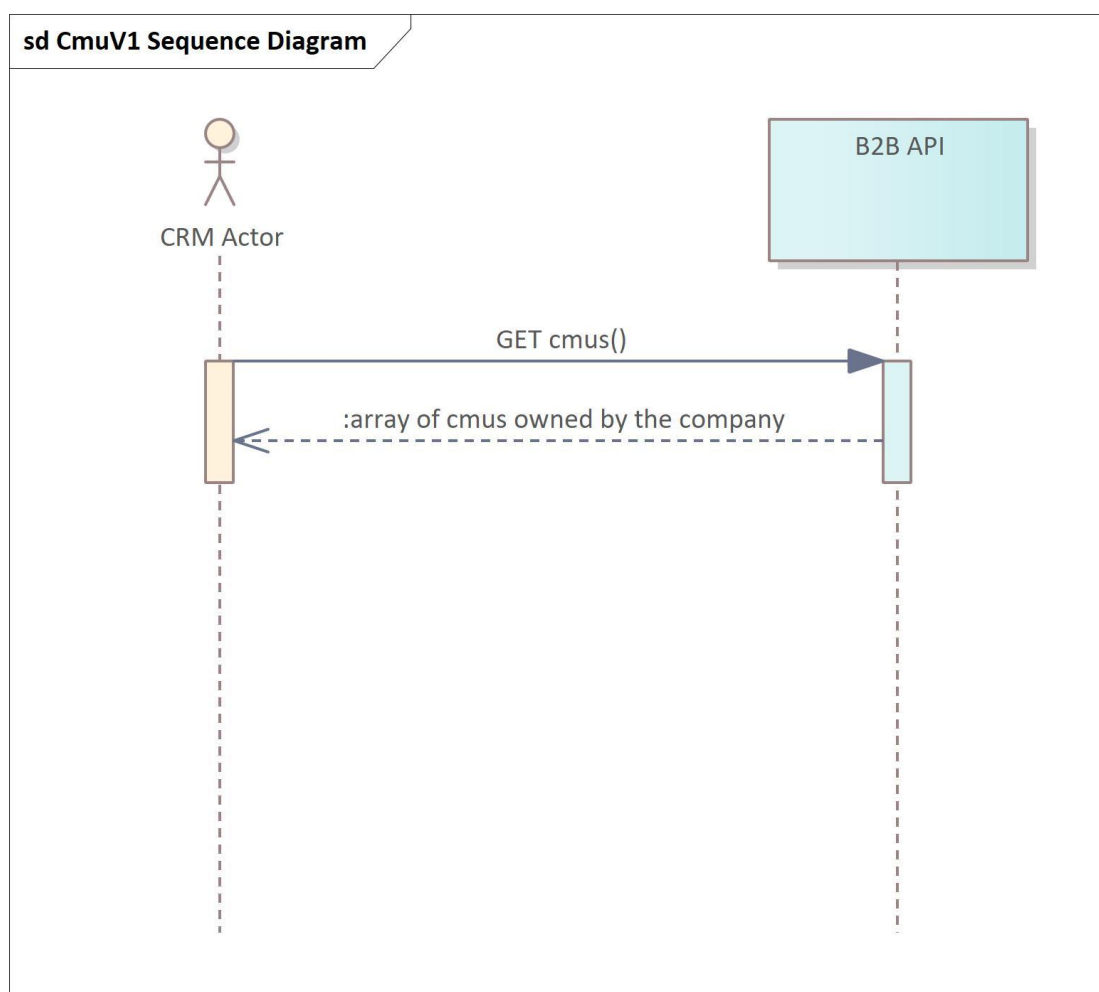 sd CmuV1 Sequence Diagram
B2B API
CRM Actor
GET cmus()
:array of cmus owned by the company